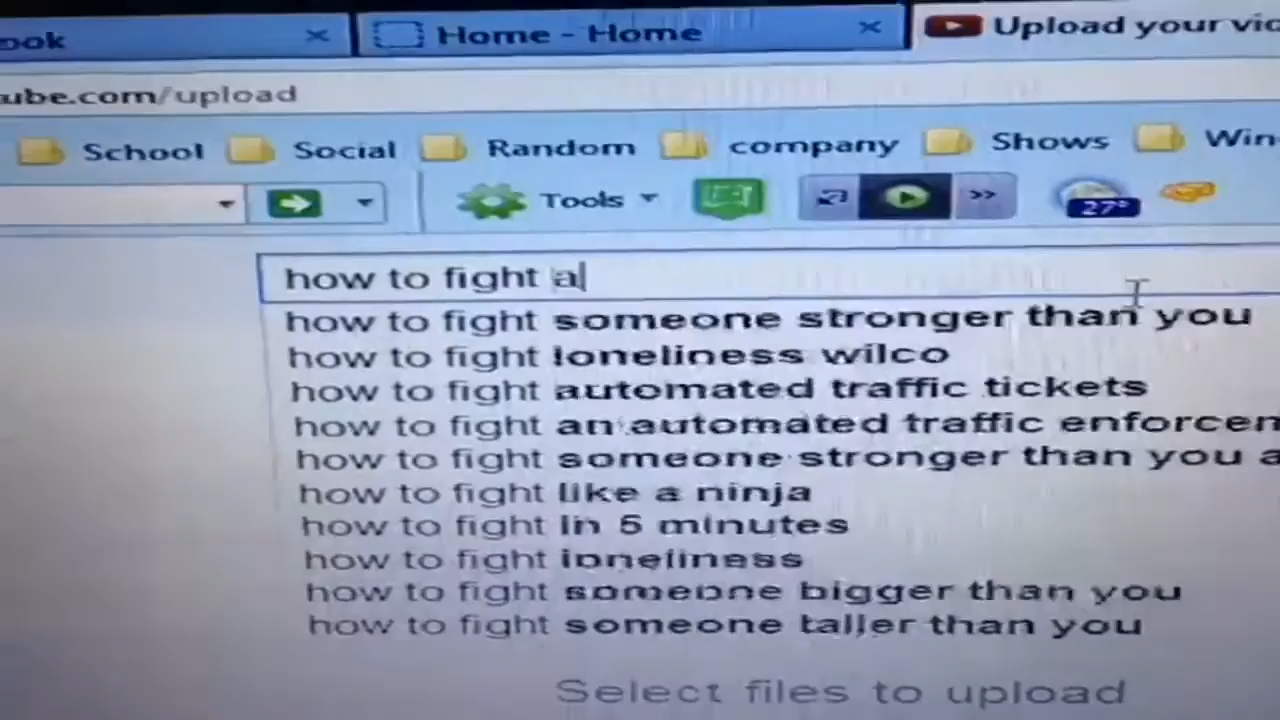 ook
Home - Home
Upload your vid
ube.com/upload
School
Social
Random
company
Shows
Win
Tools
27°
how to fight a
how to fight someone stronger than you
how to fight loneliness wilco
how to fight automated traffic tickets
how to fight an automated traffic enforcem
how to fight someone stronger than you a
how to fight like a ninja
how to fight in 5 minutes
how to fight loneliness
how to fight someone bigger than you
how to fight someone taller than you
Select files to upload